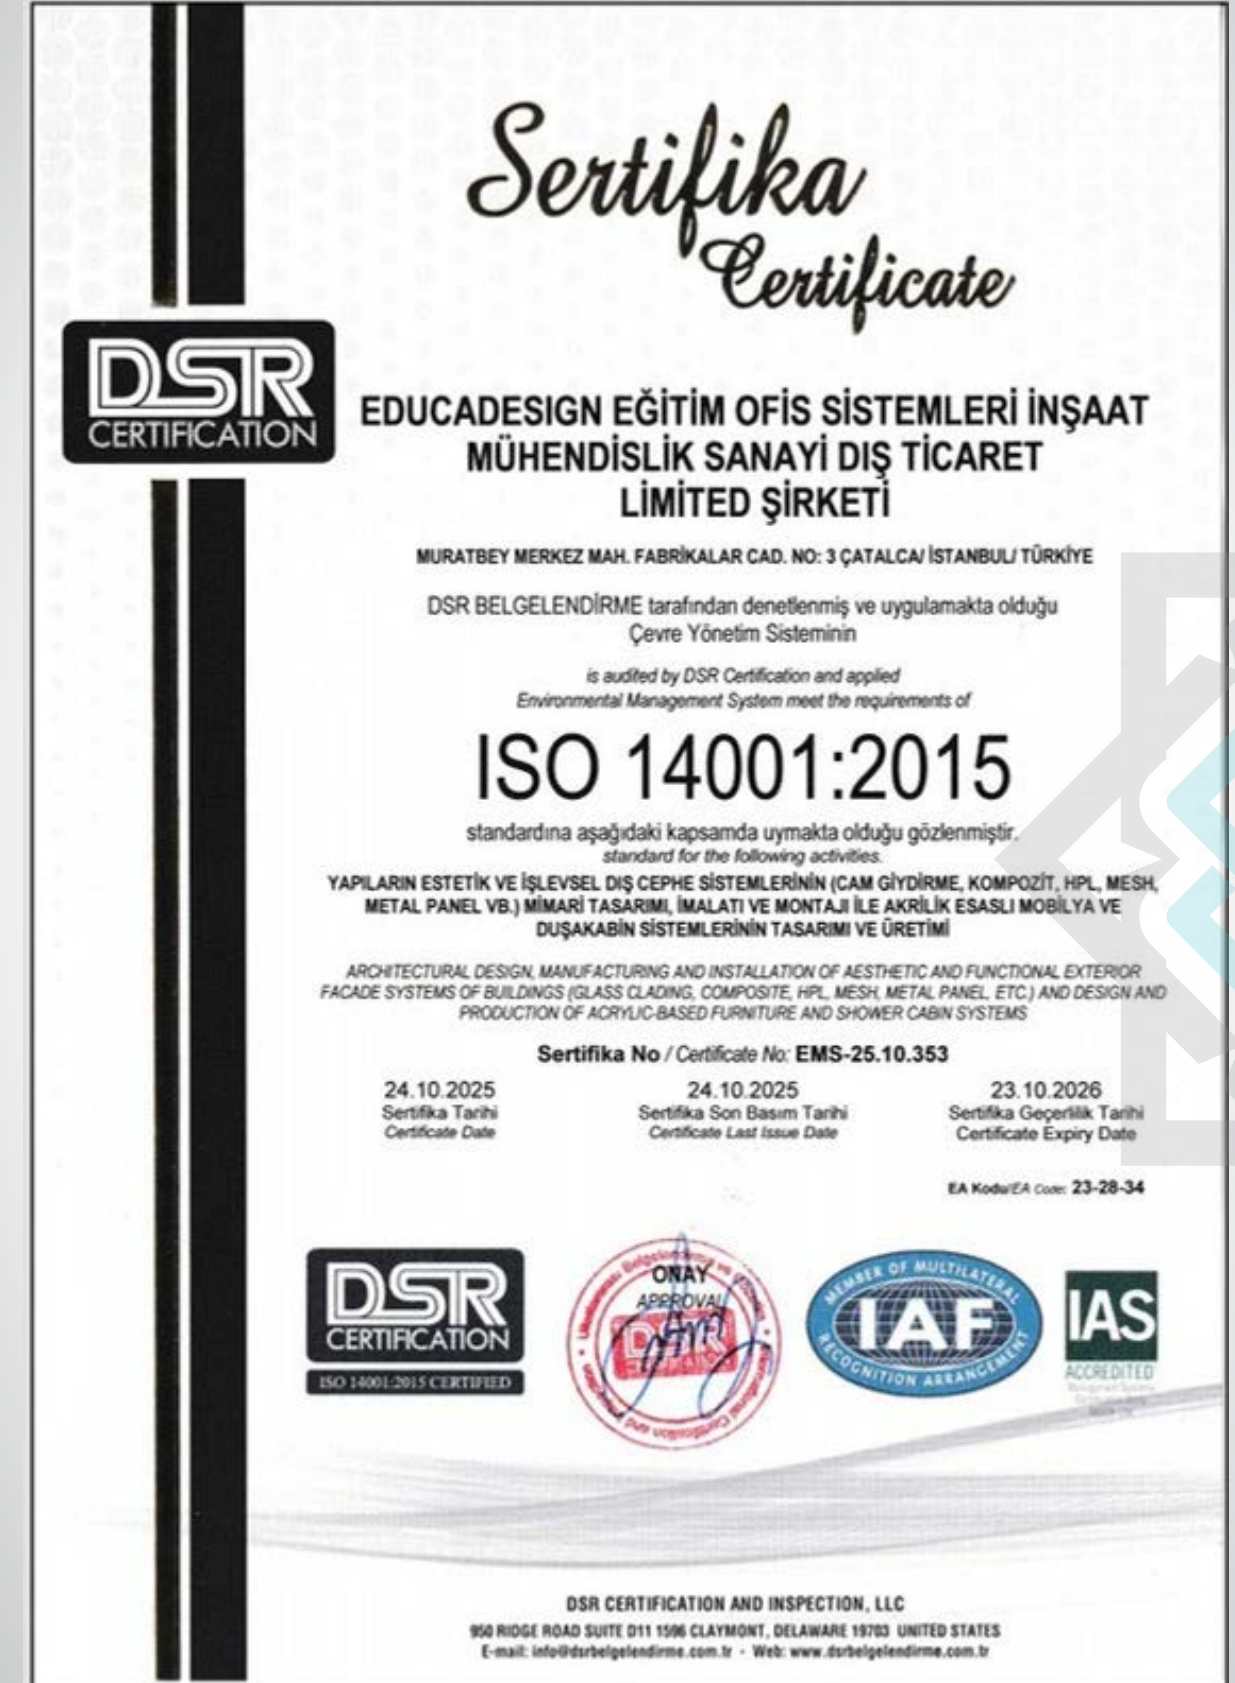 Sertifika
Certificate
DSR
CERTIFICATION
EDUCADESIGN EĞİTİM OFİS SİSTEMLERİ İNŞAAT
MÜHENDİSLİK SANAYİ DIŞ TİCARET
LİMİTED ŞİRKETİ
MURATBEY MERKEZ MAH. FABRİKALAR CAD. NO: 3 ÇATALCA/ İSTANBUL/ TÜRKİYE
DSR BELGELENDİRME tarafından denetlenmiş ve uygulamakta olduğu
Çevre Yönetim Sisteminin
is audited by DSR Certification and applied
Environmental Management System meet the requirements of
ISO 14001:2015
standardına aşağıdaki kapsamda uymakta olduğu gözlenmiştir.
standard for the following activities.
YAPILARIN ESTETİK VE İŞLEVSEL DIŞ CEPHE SİSTEMLERİNİN (CAM GİYDİRME, KOMPOZİT, HPL, MESH,
METAL PANEL VB.) MİMARİ TASARIMI, İMALATI VE MONTAJI İLE AKRİLİK ESASLI MOBİLYA VE
DUŞAKABİN SİSTEMLERİNİN TASARIMI VE ÜRETİMİ
ARCHITECTURAL DESIGN, MANUFACTURING AND INSTALLATION OF AESTHETIC AND FUNCTIONAL EXTERIOR
FACADE SYSTEMS OF BUILDINGS (GLASS CLADING, COMPOSITE, HPL, MESH, METAL PANEL, ETC.) AND DESIGN AND
PRODUCTION OF ACRYLIC-BASED FURNITURE AND SHOWER CABIN SYSTEMS
Sertifika No / Certificate No: EMS-25.10.353
24.10.2025 24.10.2025 23.10.2026
Sertifika Tarihi Sertifika Son Basım Tarihi Sertifika Geçerlilik Tarihi
Certificate Date Certificate Last Issue Date Certificate Expiry Date
EA Kodu/EA Code: 23-28-34
DSR
CERTIFICATION
ISO 14001:2015 CERTIFIED
ONAY
APPROVAL
DSR
MEMBER OF MULTILATERAL
IAF
RECOGNITION ARRANGEMENT
IAS
ACCREDITED
DSR CERTIFICATION AND INSPECTION, LLC
950 RIDGE ROAD SUITE D11 1596 CLAYMONT, DELAWARE 19703 UNITED STATES
E-mail: info@dsrbelgelendirme.com.tr - Web: www.dsrbelgelendirme.com.tr